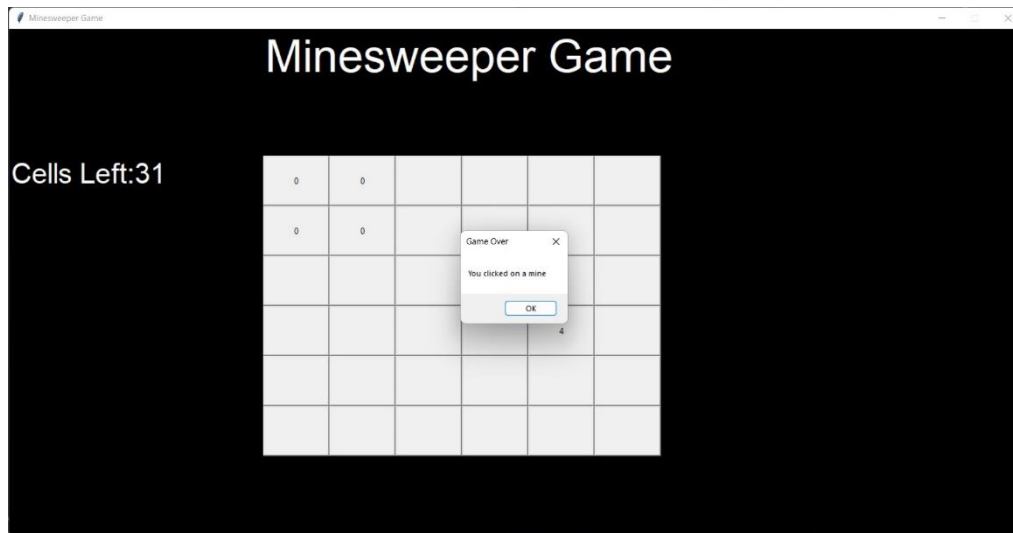 Minesweeper Game
Minesweeper Game
Cells Left:31
0 0
0 0
Game Over
You clicked on a mine
OK
4